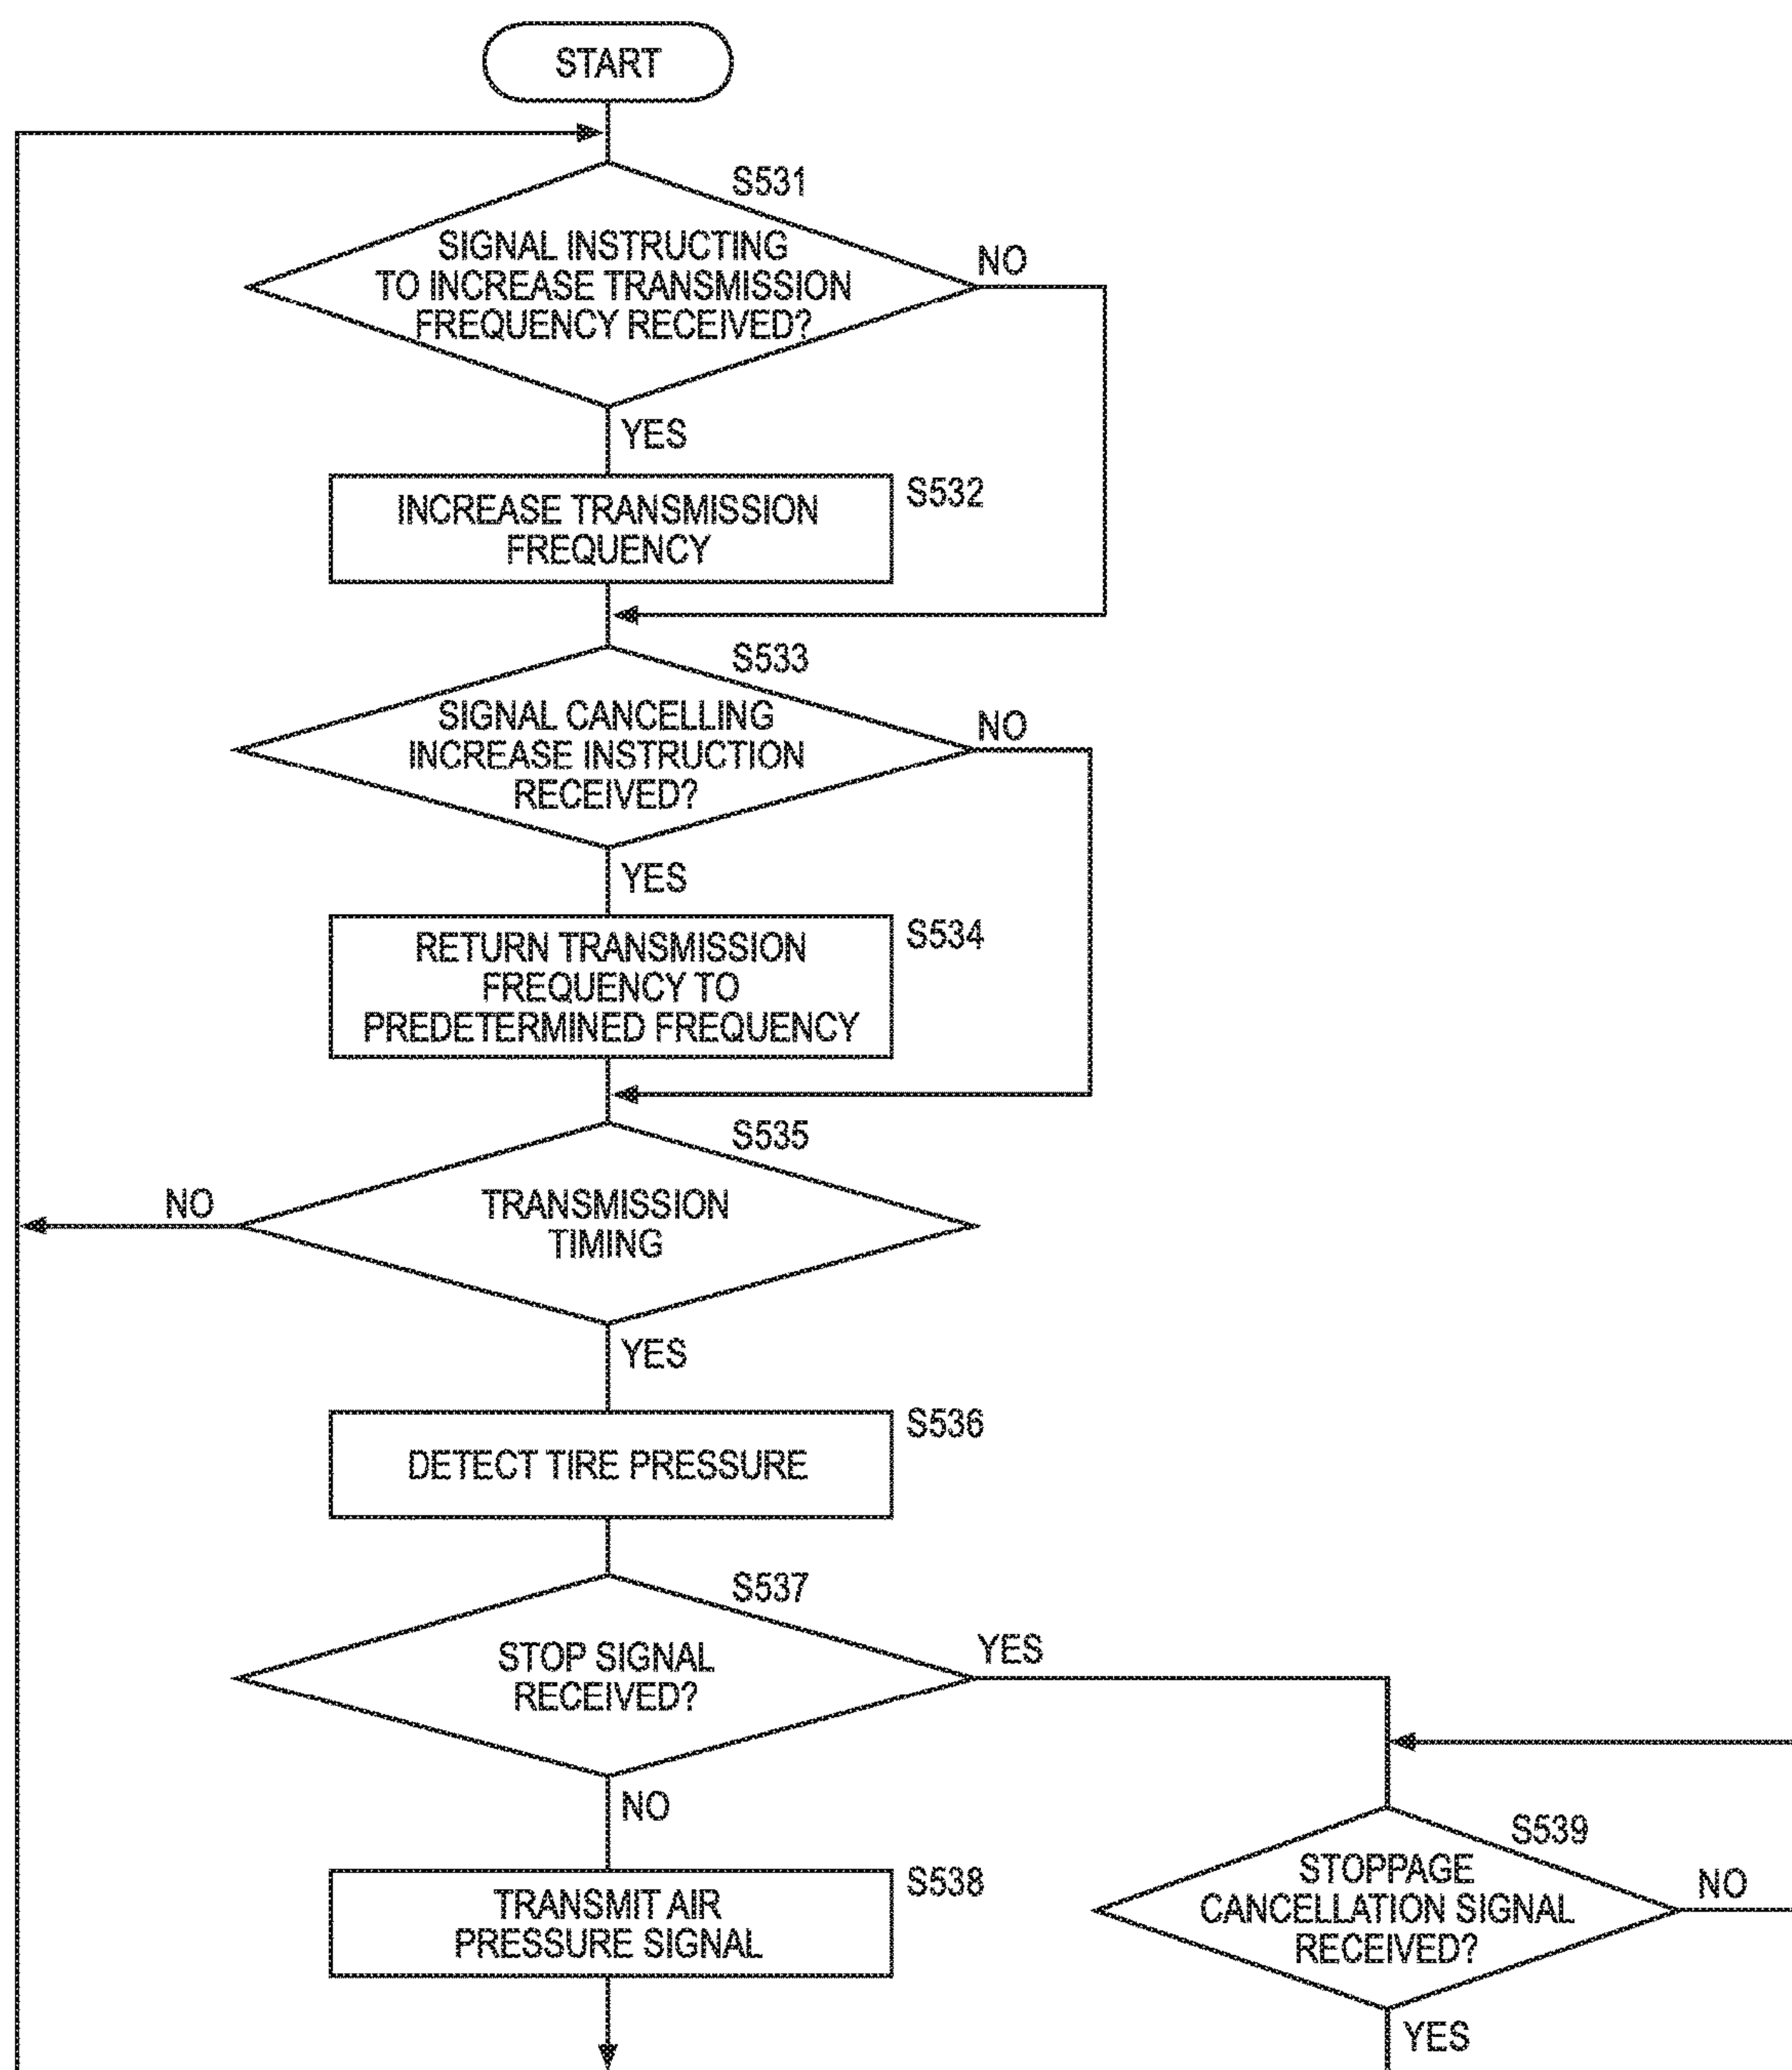 START
S531
SIGNAL INSTRUCTING
TO INCREASE TRANSMISSION
FREQUENCY RECEIVED?
NO
YES
S532
INCREASE TRANSMISSION
FREQUENCY
S533
SIGNAL CANCELLING
INCREASE INSTRUCTION
RECEIVED?
NO
YES
S534
RETURN TRANSMISSION
FREQUENCY TO
PREDETERMINED FREQUENCY
S535
TRANSMISSION
TIMING
NO
YES
S536
DETECT TIRE PRESSURE
S537
STOP SIGNAL
RECEIVED?
YES
NO
S538
TRANSMIT AIR
PRESSURE SIGNAL
S539
STOPPAGE
CANCELLATION SIGNAL
RECEIVED?
NO
YES